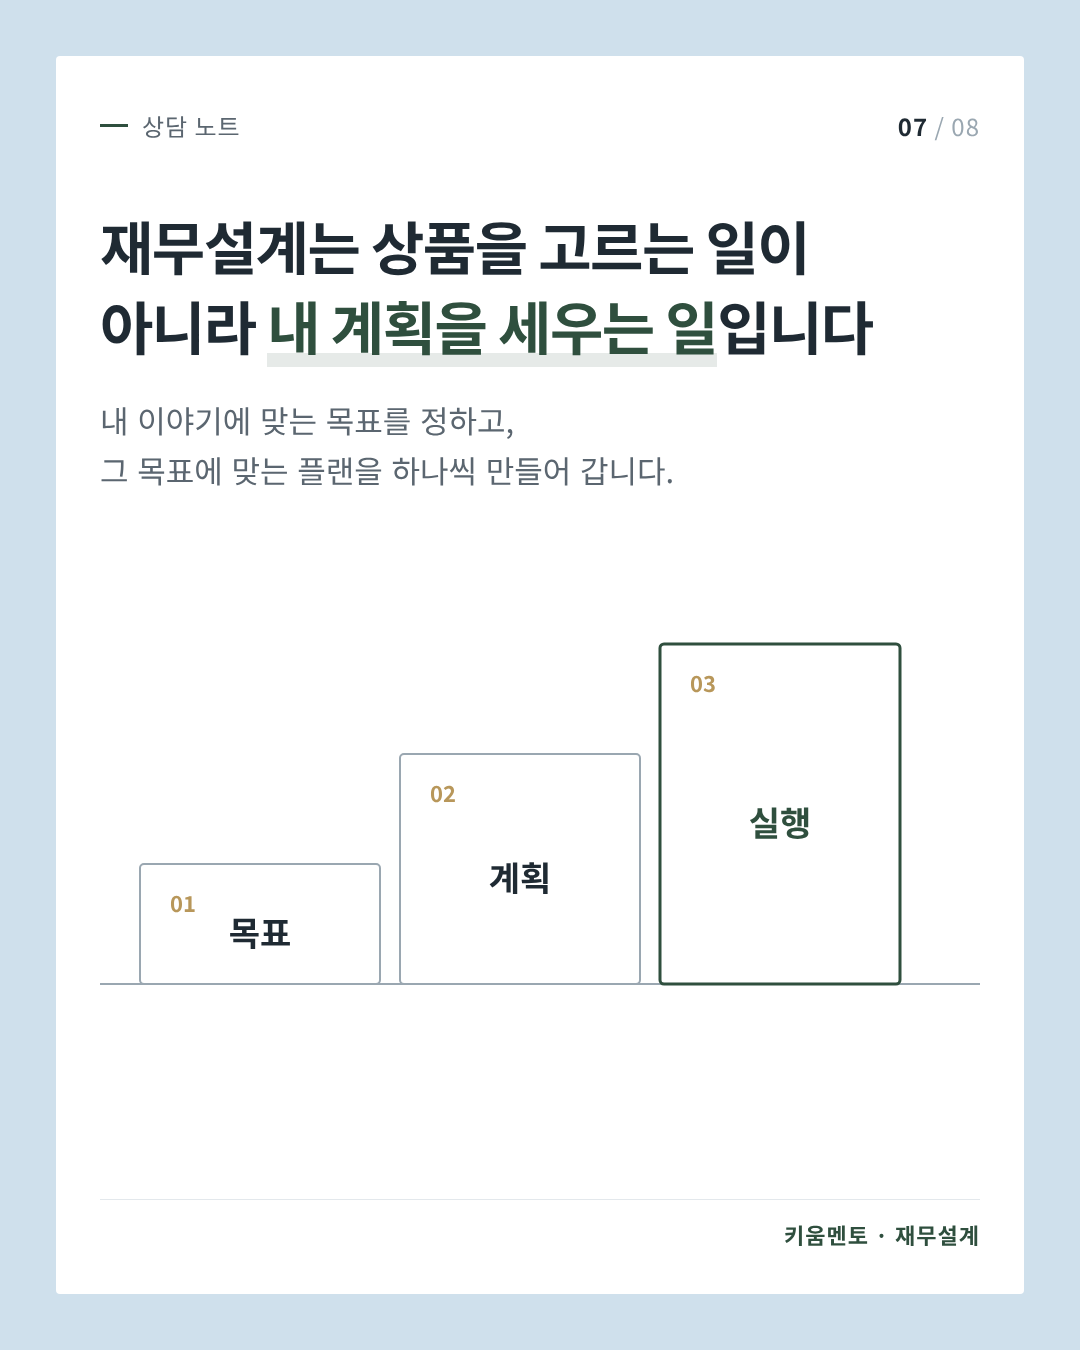 상담 노트
07 / 08
재무설계는 상품을 고르는 일이
아니라 내 계획을 세우는 일입니다
내 이야기에 맞는 목표를 정하고,
그 목표에 맞는 플랜을 하나씩 만들어 갑니다.
01
목표
02
계획
03
실행
키움멘토 · 재무설계